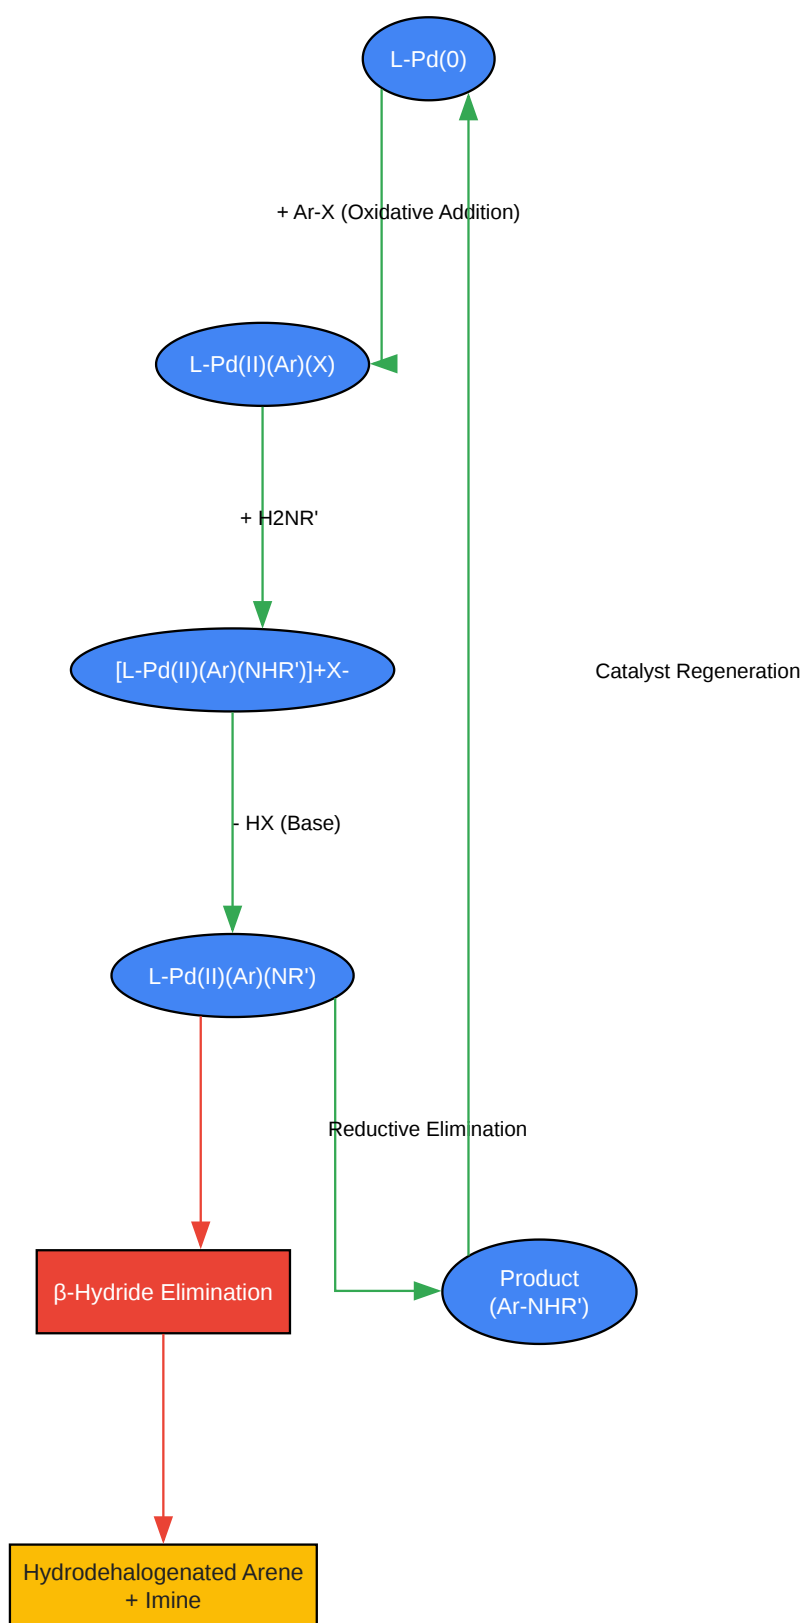 L-Pd(0)
+ Ar-X (Oxidative Addition)
L-Pd(II)(Ar)(X)
+ H2NR'
[L-Pd(II)(Ar)(NHR')]+X-
Catalyst Regeneration
- HX (Base)
L-Pd(II)(Ar)(NR')
Reductive Elimination
β-Hydride Elimination
Product
(Ar-NHR')
Hydrodehalogenated Arene
+ Imine